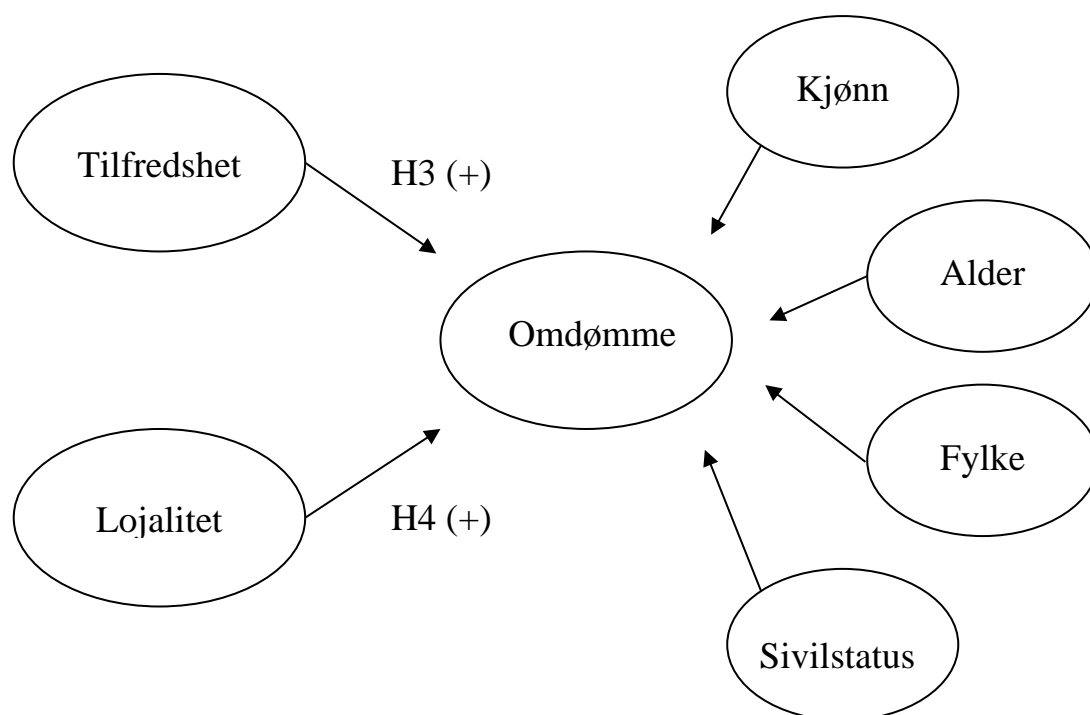 Kjønn
Tilfredshet
H3 (+)
Alder
Omdømme
Fylke
Lojalitet
H4 (+)
Sivilstatus